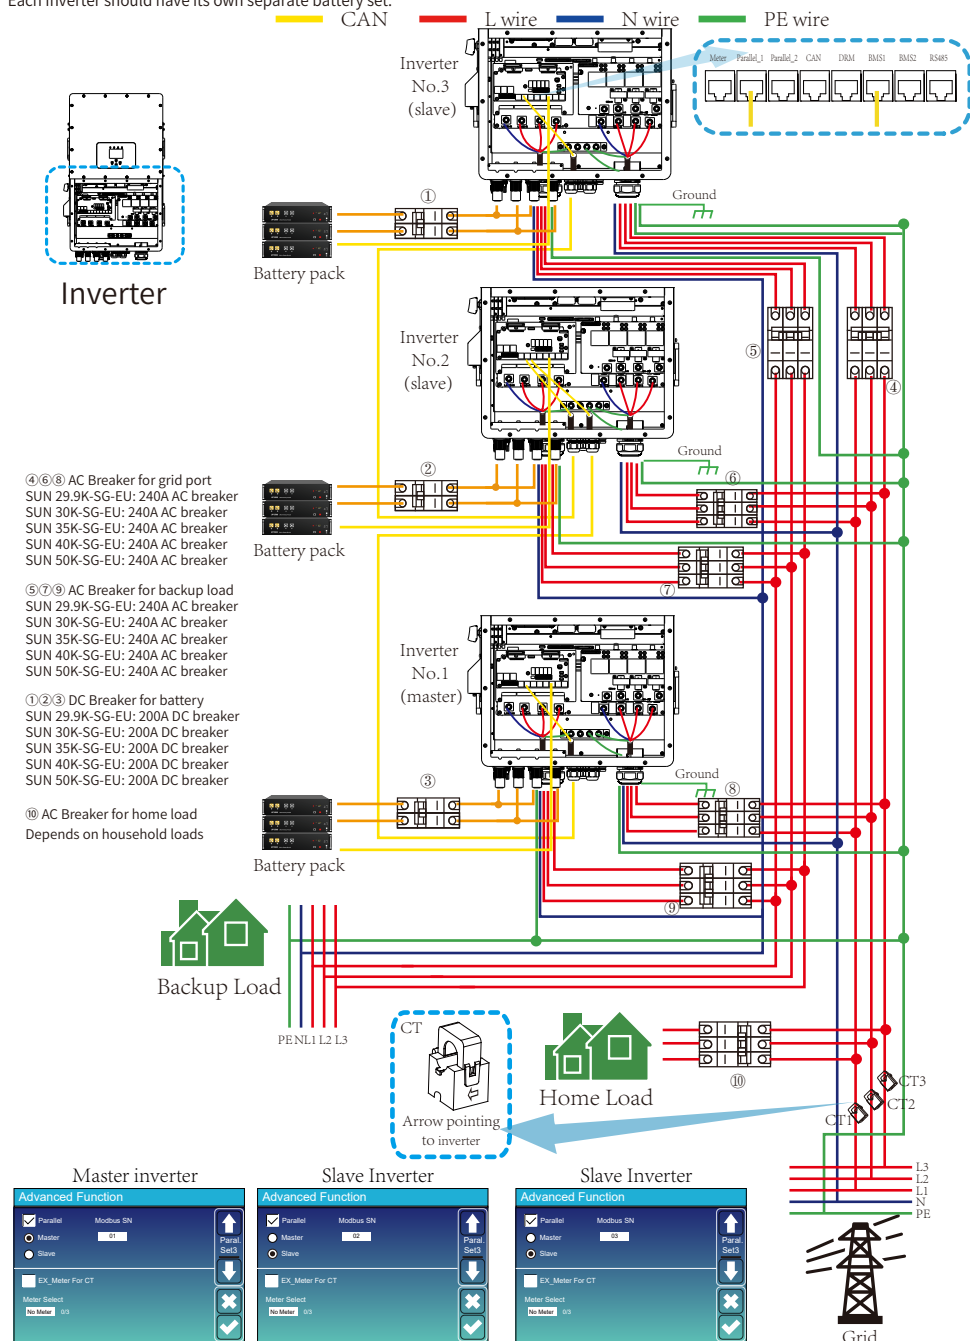 Each inverter should have its own separate battery set.
CAN
L wire
N wire
PE wire
Inverter
No.3
(slave)
Meter Parallel_1 Parallel_2 CAN DRM BMS1 BMS2 RS485
①
Ground
Battery pack
Inverter
Inverter
No.2
(slave)
⑤
④
②
Ground
⑥
Battery pack
⑦
④⑥⑧ AC Breaker for grid port
SUN 29.9K-SG-EU: 240A AC breaker
SUN 30K-SG-EU: 240A AC breaker
SUN 35K-SG-EU: 240A AC breaker
SUN 40K-SG-EU: 240A AC breaker
SUN 50K-SG-EU: 240A AC breaker
⑤⑦⑨ AC Breaker for backup load
SUN 29.9K-SG-EU: 240A AC breaker
SUN 30K-SG-EU: 240A AC breaker
SUN 35K-SG-EU: 240A AC breaker
SUN 40K-SG-EU: 240A AC breaker
SUN 50K-SG-EU: 240A AC breaker
①②③ DC Breaker for battery
SUN 29.9K-SG-EU: 200A DC breaker
SUN 30K-SG-EU: 200A DC breaker
SUN 35K-SG-EU: 200A DC breaker
SUN 40K-SG-EU: 200A DC breaker
SUN 50K-SG-EU: 200A DC breaker
⑩ AC Breaker for home load
Depends on household loads
Inverter
No.1
(master)
③
Ground
⑧
Battery pack
⑨
Backup Load
PE N L1 L2 L3
CT
Arrow pointing
to inverter
Home Load
⑩
CT3
CT2
CT1
L3
L2
L1
N
PE
Grid
Master inverter
Advanced Function
Parallel
Modbus SN
Master
01
Slave
Paral.
Set3
EX_Meter For CT
Meter Select
No Meter 0/3
Slave Inverter
Advanced Function
Parallel
Modbus SN
Master
02
Slave
Paral.
Set3
EX_Meter For CT
Meter Select
No Meter 0/3
Slave Inverter
Advanced Function
Parallel
Modbus SN
Master
03
Slave
Paral.
Set3
EX_Meter For CT
Meter Select
No Meter 0/3